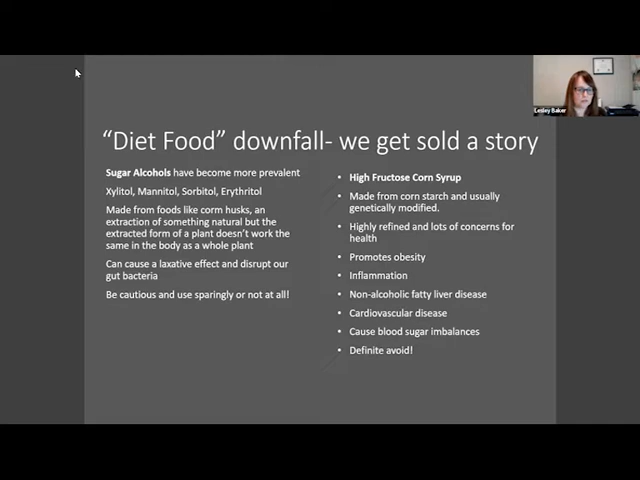 Lesley Baker
"Diet Food" downfall- we get sold a story
Sugar Alcohols have become more prevalent
Xylitol, Mannitol, Sorbitol, Erythritol
Made from foods like corm husks, an
extraction of something natural but the
extracted form of a plant doesn't work the
same in the body as a whole plant
Can cause a laxative effect and disrupt our
gut bacteria
Be cautious and use sparingly or not at all!
• High Fructose Corn Syrup
• Made from corn starch and usually
genetically modified.
• Highly refined and lots of concerns for
health
• Promotes obesity
• Inflammation
• Non-alcoholic fatty liver disease
• Cardiovascular disease
• Cause blood sugar imbalances
• Definite avoid!